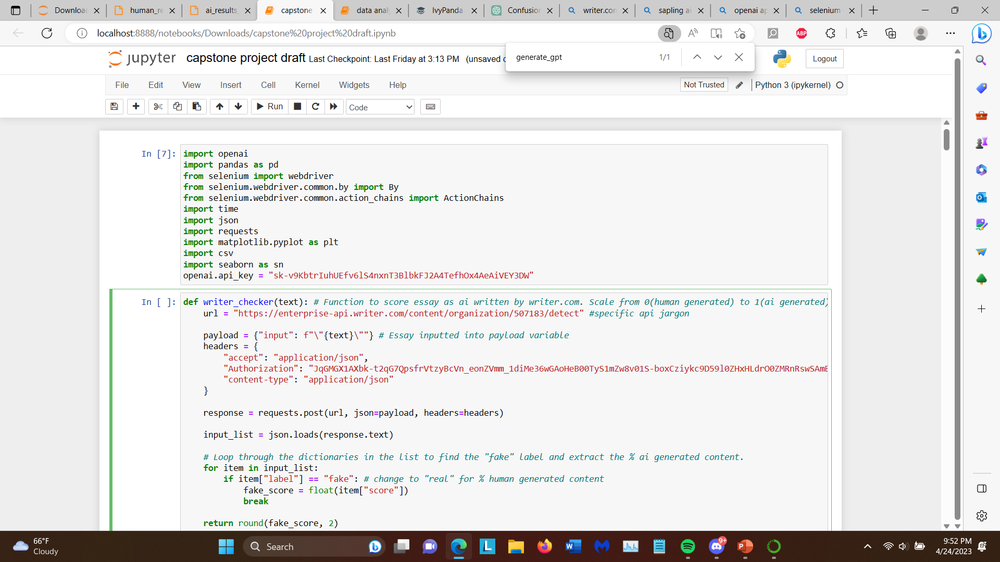 Downloac
human_re
ai_results_
capstone
data anal
IvyPanda
Confusion
writer.con
sapling ai
openai ap
selenium
localhost:8888/notebooks/Downloads/capstone%20project%20draft.ipynb
ABP
generate_gpt 1/1
jupyter capstone project draft Last Checkpoint: Last Friday at 3:13 PM (unsaved c
Logout
File Edit View Insert Cell Kernel Widgets Help
Not Trusted Python 3 (ipykernel)
Run Code
In [7]:
import openai
import pandas as pd
from selenium import webdriver
from selenium.webdriver.common.by import By
from selenium.webdriver.common.action_chains import ActionChains
import time
import json
import requests
import matplotlib.pyplot as plt
import csv
import seaborn as sn
openai.api_key = 
In [ ]:
def writer_checker(text): # Function to score essay as ai written by writer.com. Scale from 0(human generated) to 1(ai generated)
    url = "https://enterprise-api.writer.com/content/organization/507183/detect" #specific api jargon
    payload = {"input": f"\"{text}\""} # Essay inputted into payload variable
    headers = {
        "accept": "application/json",
        "Authorization": 
        "content-type": "application/json"
    }
    response = requests.post(url, json=payload, headers=headers)
    input_list = json.loads(response.text)
    # Loop through the dictionaries in the list to find the "fake" label and extract the % ai generated content.
    for item in input_list:
        if item["label"] == "fake": # change to "real" for % human generated content
            fake_score = float(item["score"])
            break
    return round(fake_score, 2)
66°F
Cloudy
Search
9+
9:52 PM
4/24/2023